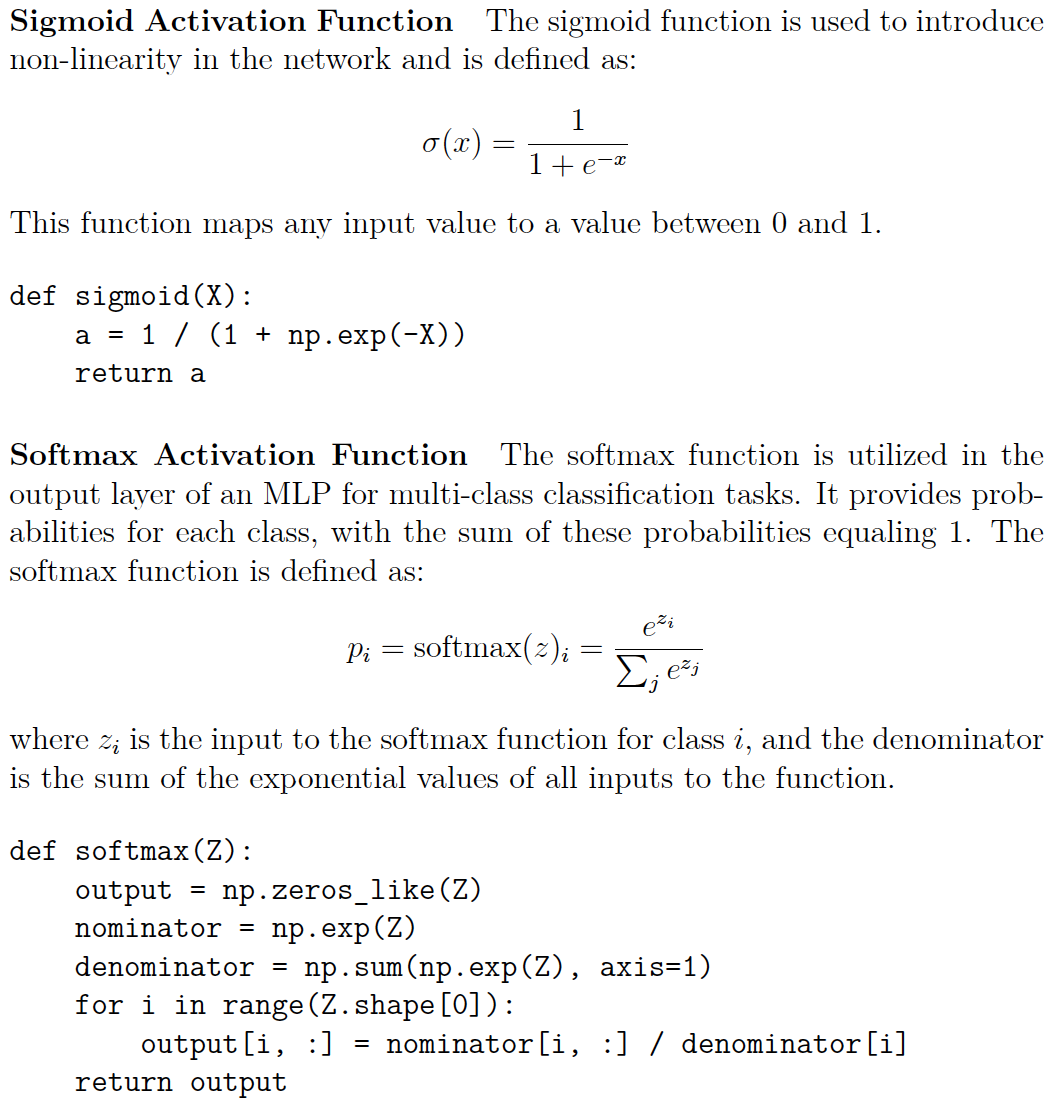 Sigmoid Activation Function The sigmoid function is used to introduce
non-linearity in the network and is defined as:
σ(x) = 1 / (1 + e^{−x})
This function maps any input value to a value between 0 and 1.
def sigmoid(X):
    a = 1 / (1 + np.exp(-X))
    return a
Softmax Activation Function The softmax function is utilized in the
output layer of an MLP for multi-class classification tasks. It provides prob-
abilities for each class, with the sum of these probabilities equaling 1. The
softmax function is defined as:
p_i = softmax(z)_i = e^{z_i} / ∑_j e^{z_j}
where z_i is the input to the softmax function for class i, and the denominator
is the sum of the exponential values of all inputs to the function.
def softmax(Z):
    output = np.zeros_like(Z)
    nominator = np.exp(Z)
    denominator = np.sum(np.exp(Z), axis=1)
    for i in range(Z.shape[0]):
        output[i, :] = nominator[i, :] / denominator[i]
    return output